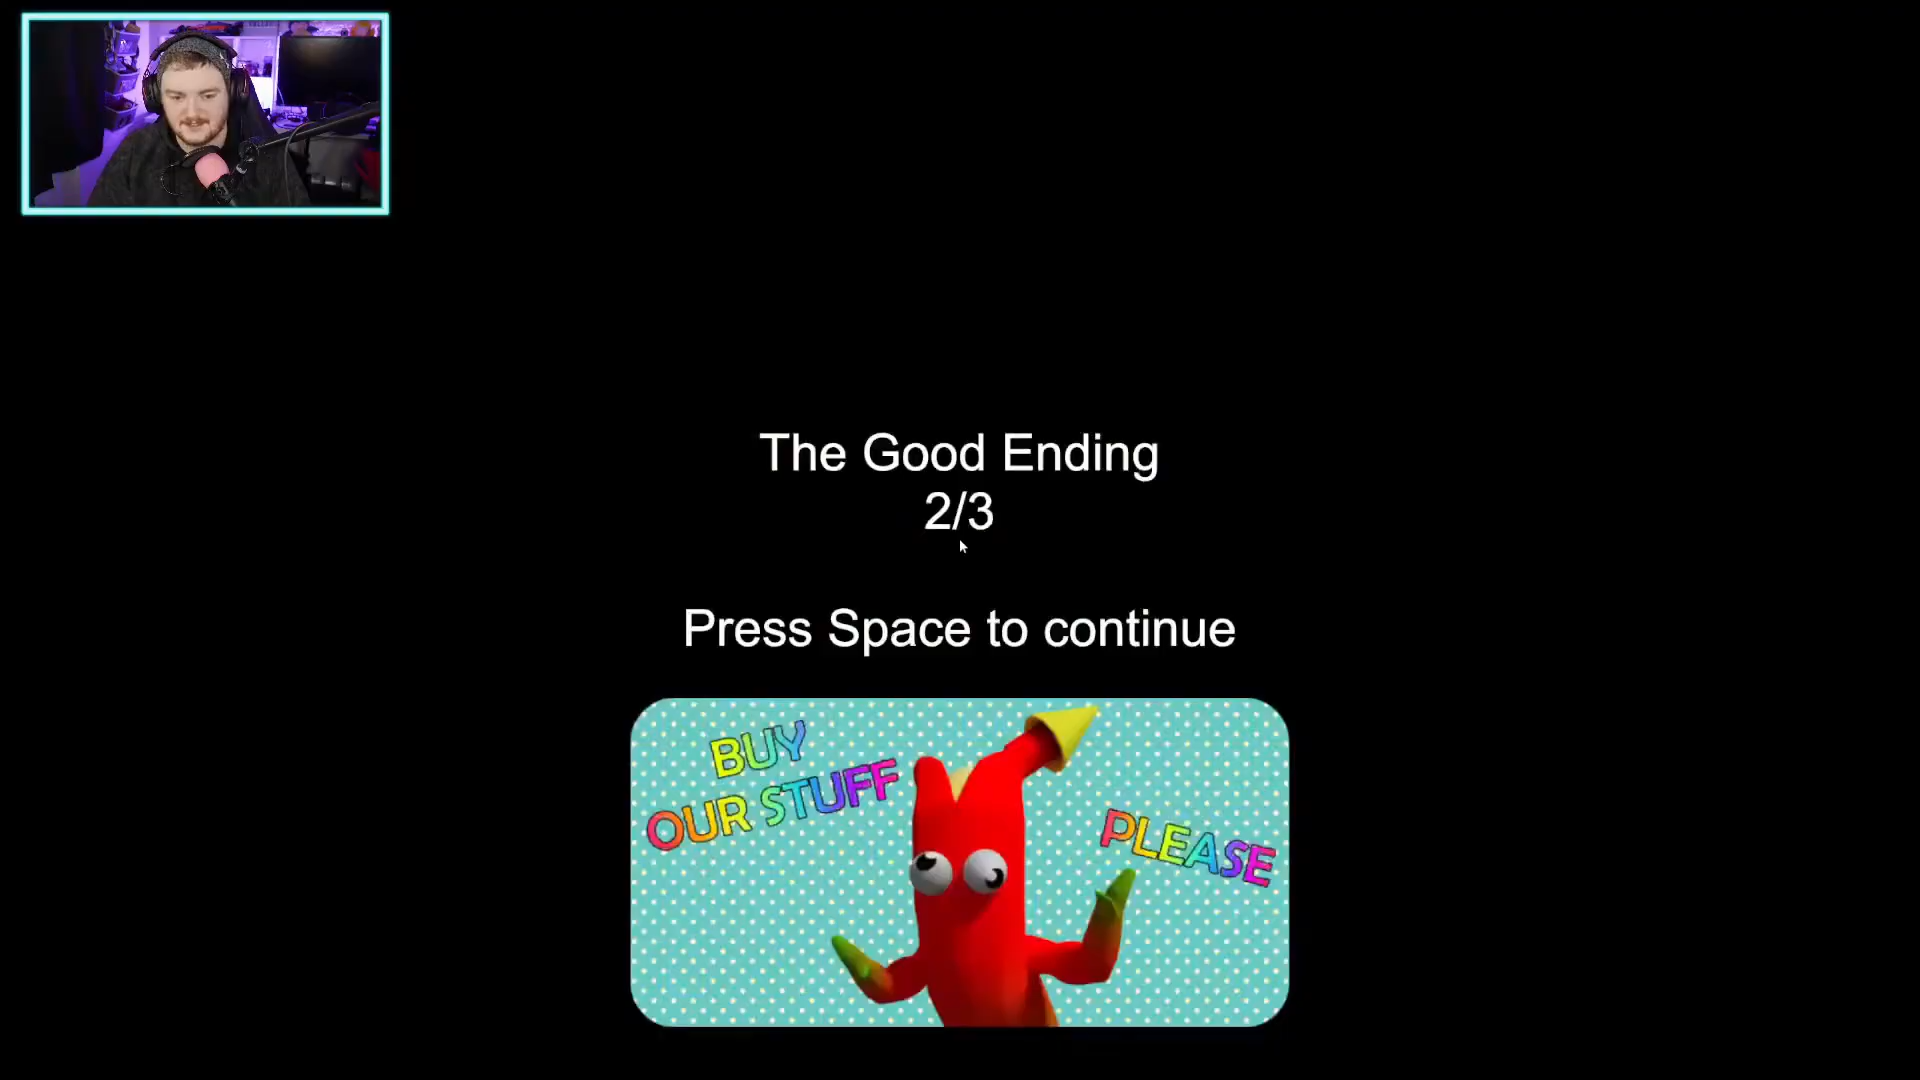 The Good Ending
2/3
Press Space to continue
BUY
OUR STUFF
PLEASE